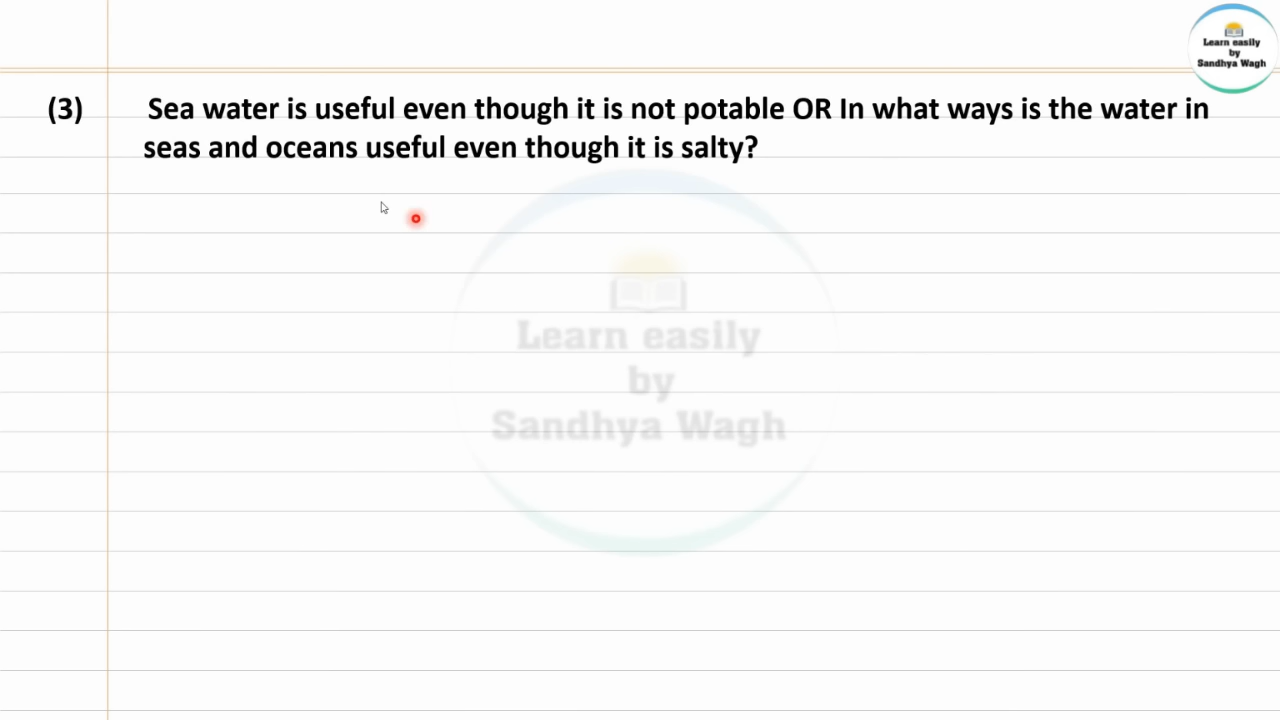 Learn easily
by
Sandhya Wagh
(3) Sea water is useful even though it is not potable OR In what ways is the water in
seas and oceans useful even though it is salty?
Learn easily
by
Sandhya Wagh